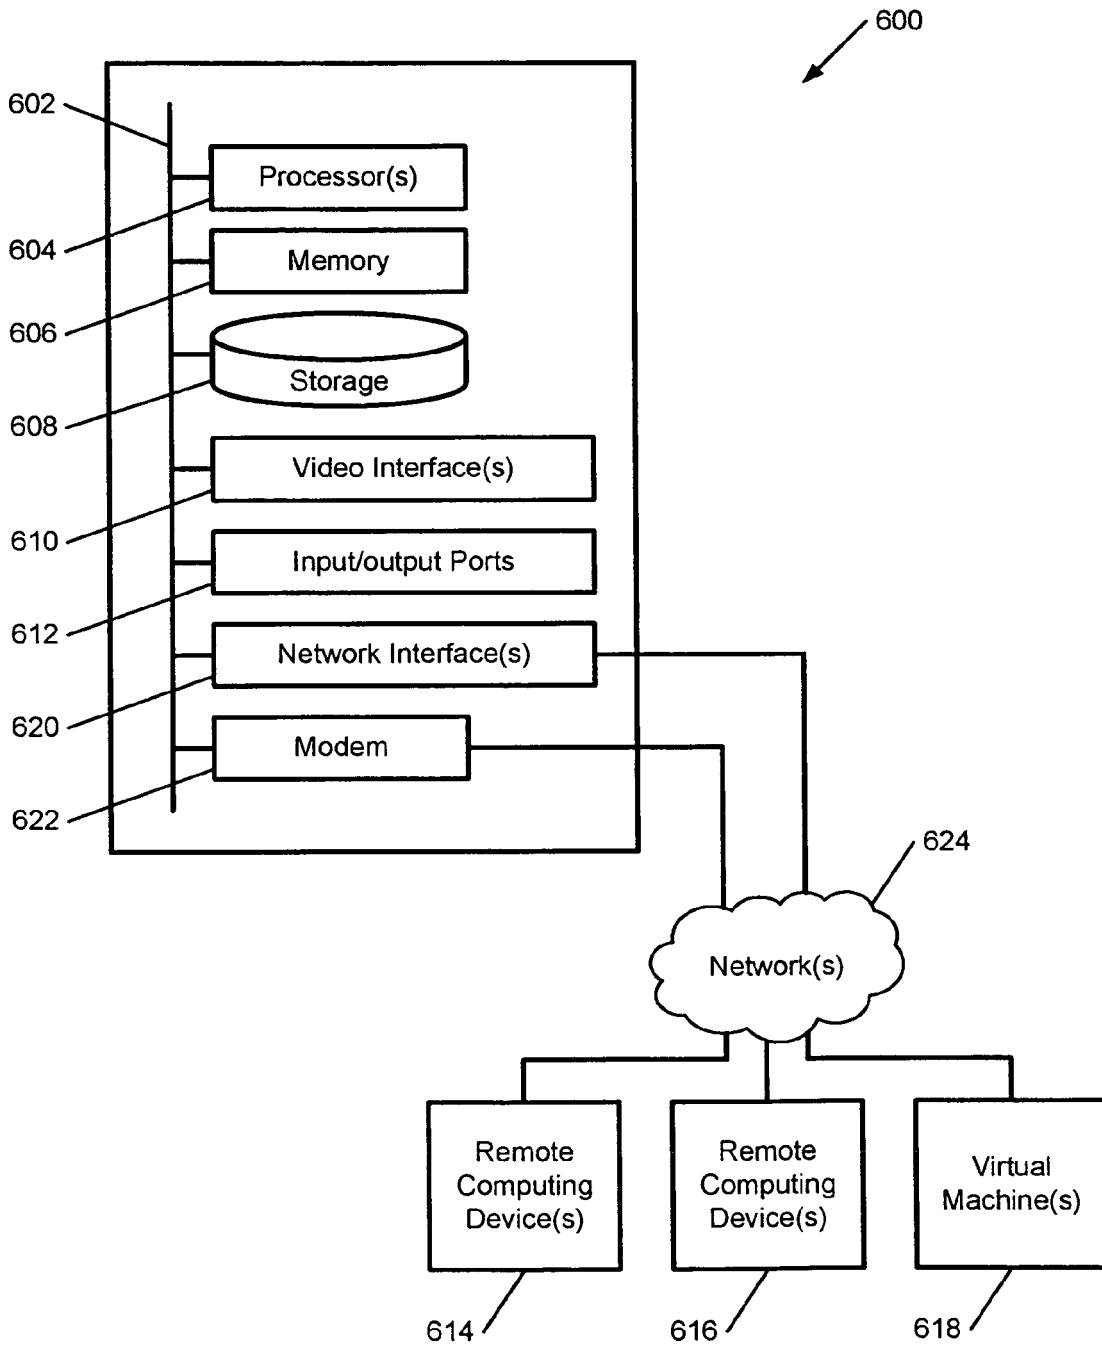 600
602
Processor(s)
604
Memory
606
Storage
608
Video Interface(s)
610
Input/output Ports
612
Network Interface(s)
620
Modem
622
624
Network(s)
Remote
Computing
Device(s)
Remote
Computing
Device(s)
Virtual
Machine(s)
614
616
618